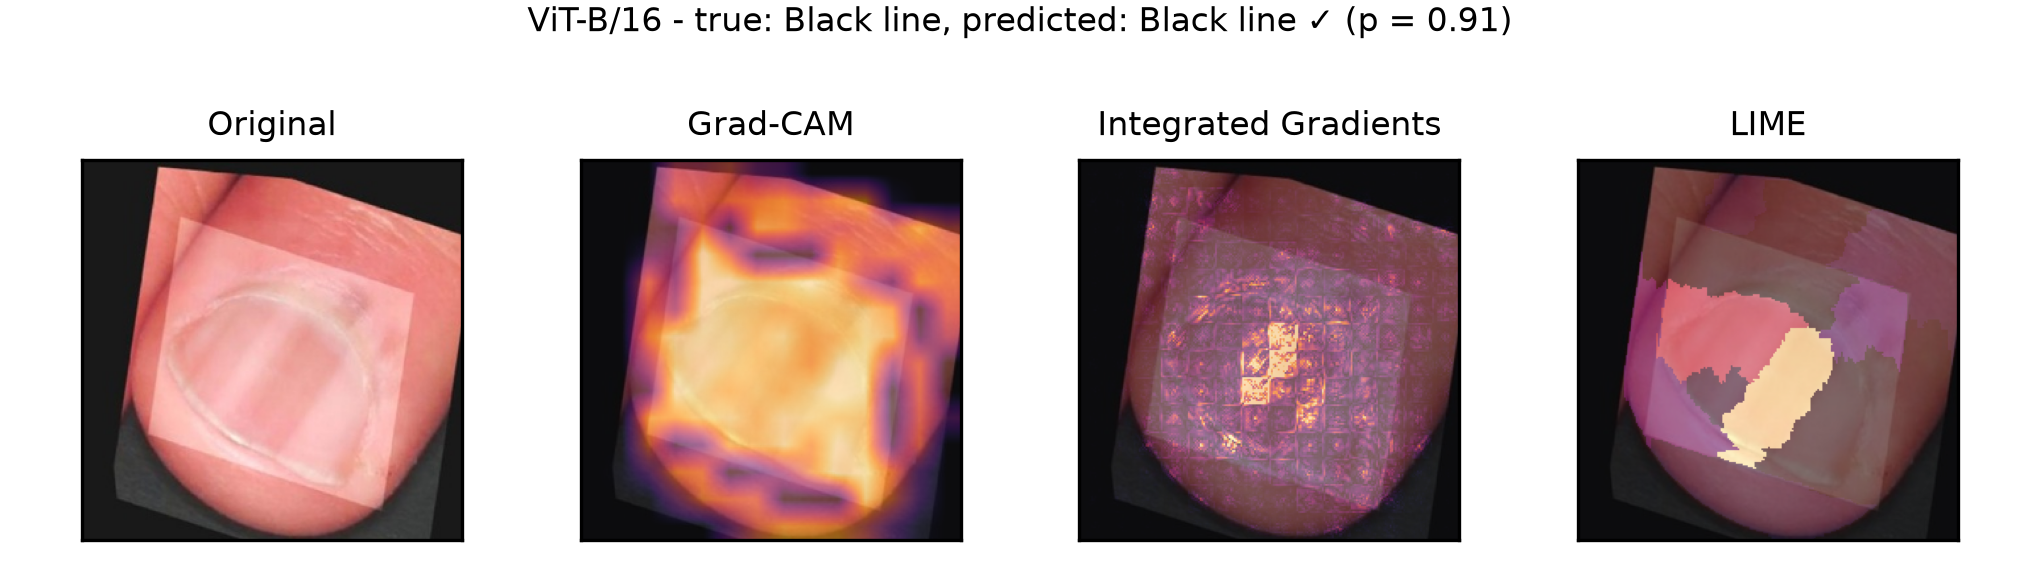 ViT-B/16 - true: Black line, predicted: Black line ✓ (p = 0.91)
Original
Grad-CAM
Integrated Gradients
LIME